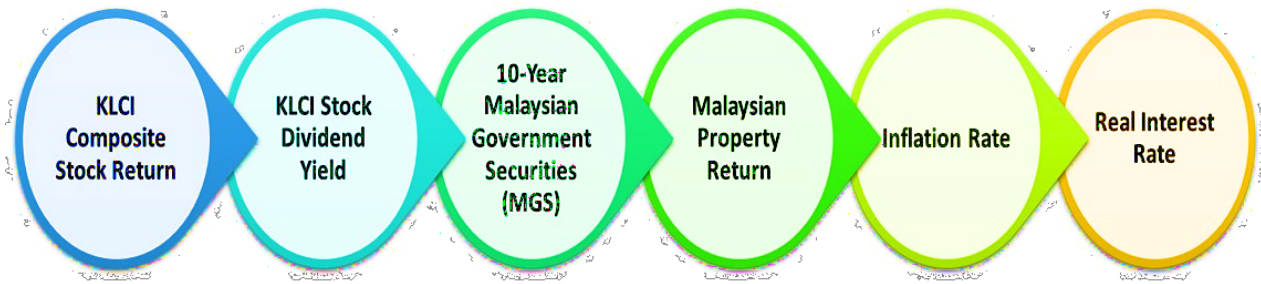 KLCI
Composite
Stock Return
KLCI Stock
Dividend
Yield
10-Year
Malaysian
Government
Securities
(MGS)
Malaysian
Property
Return
Inflation Rate
Real Interest
Rate